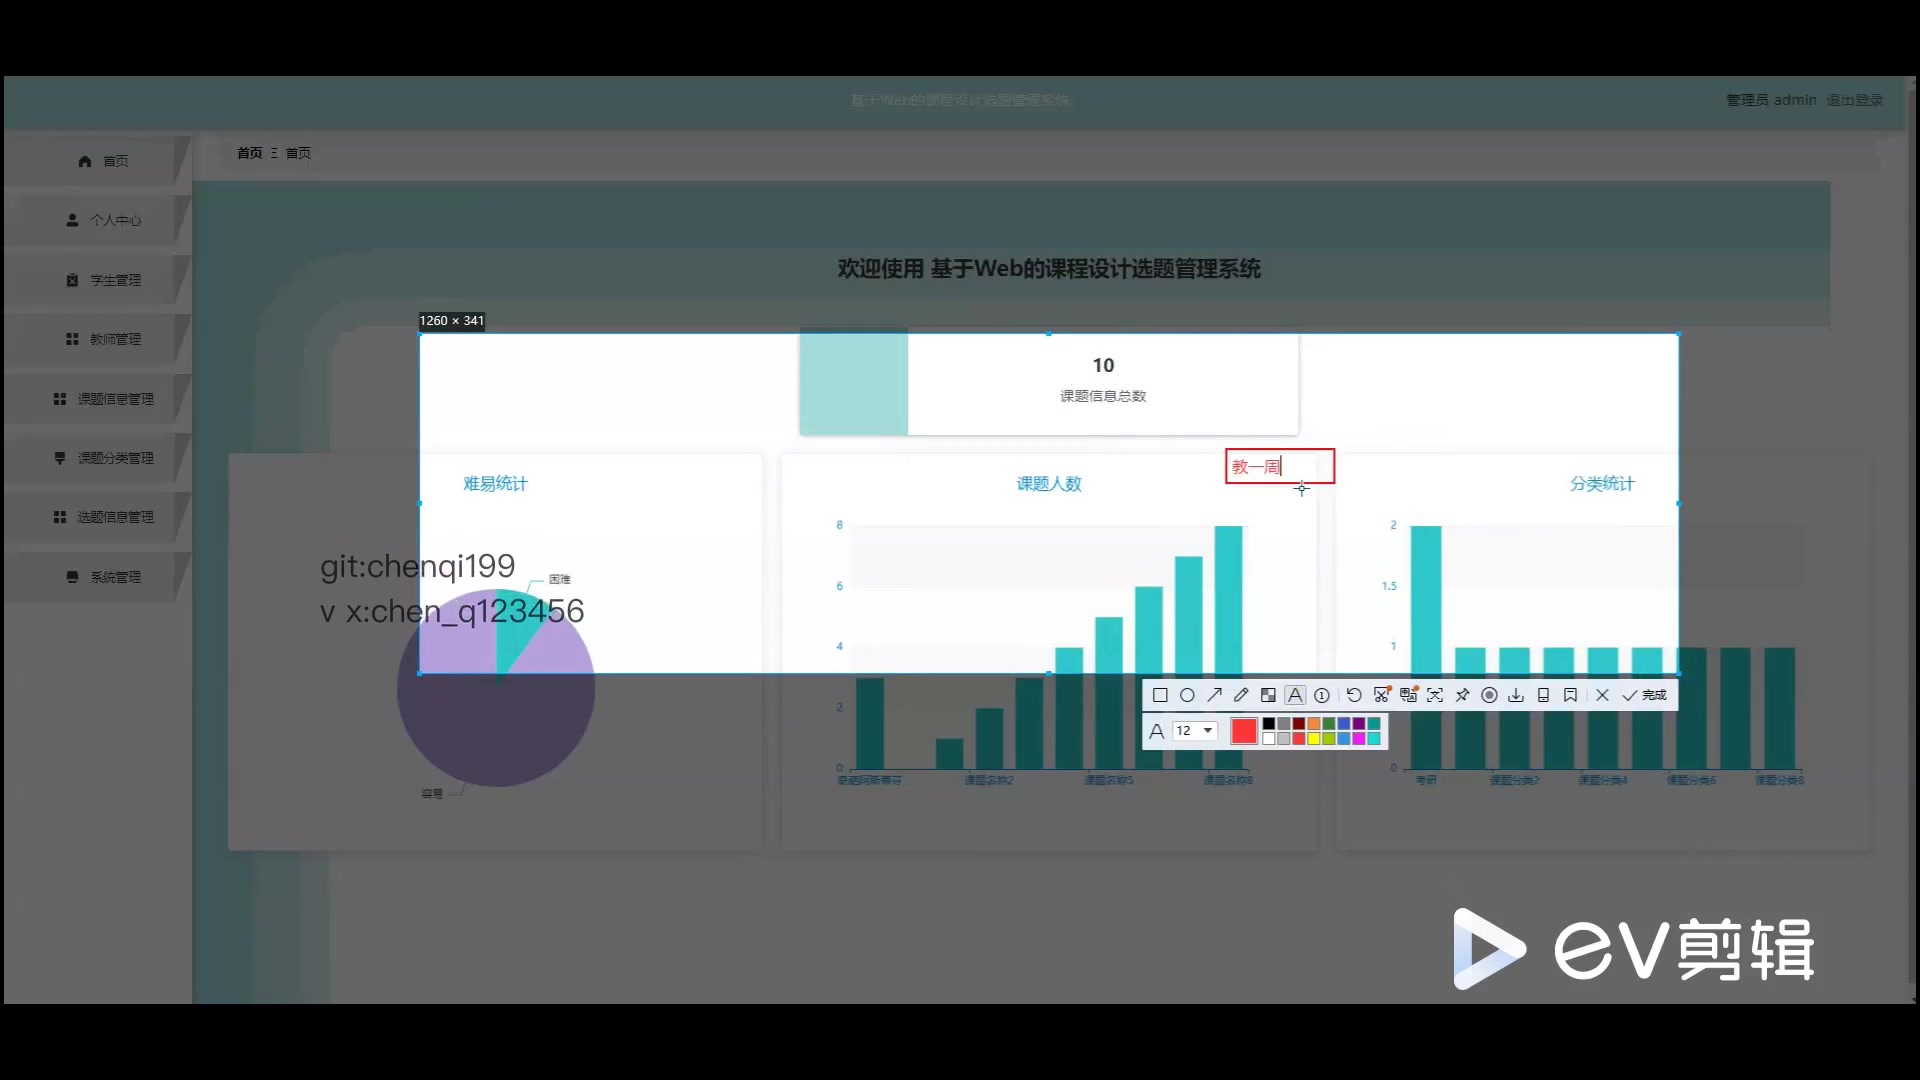 基于Web的课程设计选题管理系统
管理员 admin 退出登录
首页
个人中心
学生管理
教师管理
课题信息管理
课题分类管理
选题信息管理
系统管理
首页 Ξ 首页
欢迎使用 基于Web的课程设计选题管理系统
1260 × 341
10
课题信息总数
难易统计
困难
容易
git:chenqi199
v x:chen_q123456
课题人数
教一周
8
6
4
2
0
课题名称2
课题名称5
课题名称8
分类统计
2
1.5
1
0
考研
课题分类2
课题分类4
课题分类6
课题分类8
完成
A 12
ev剪辑